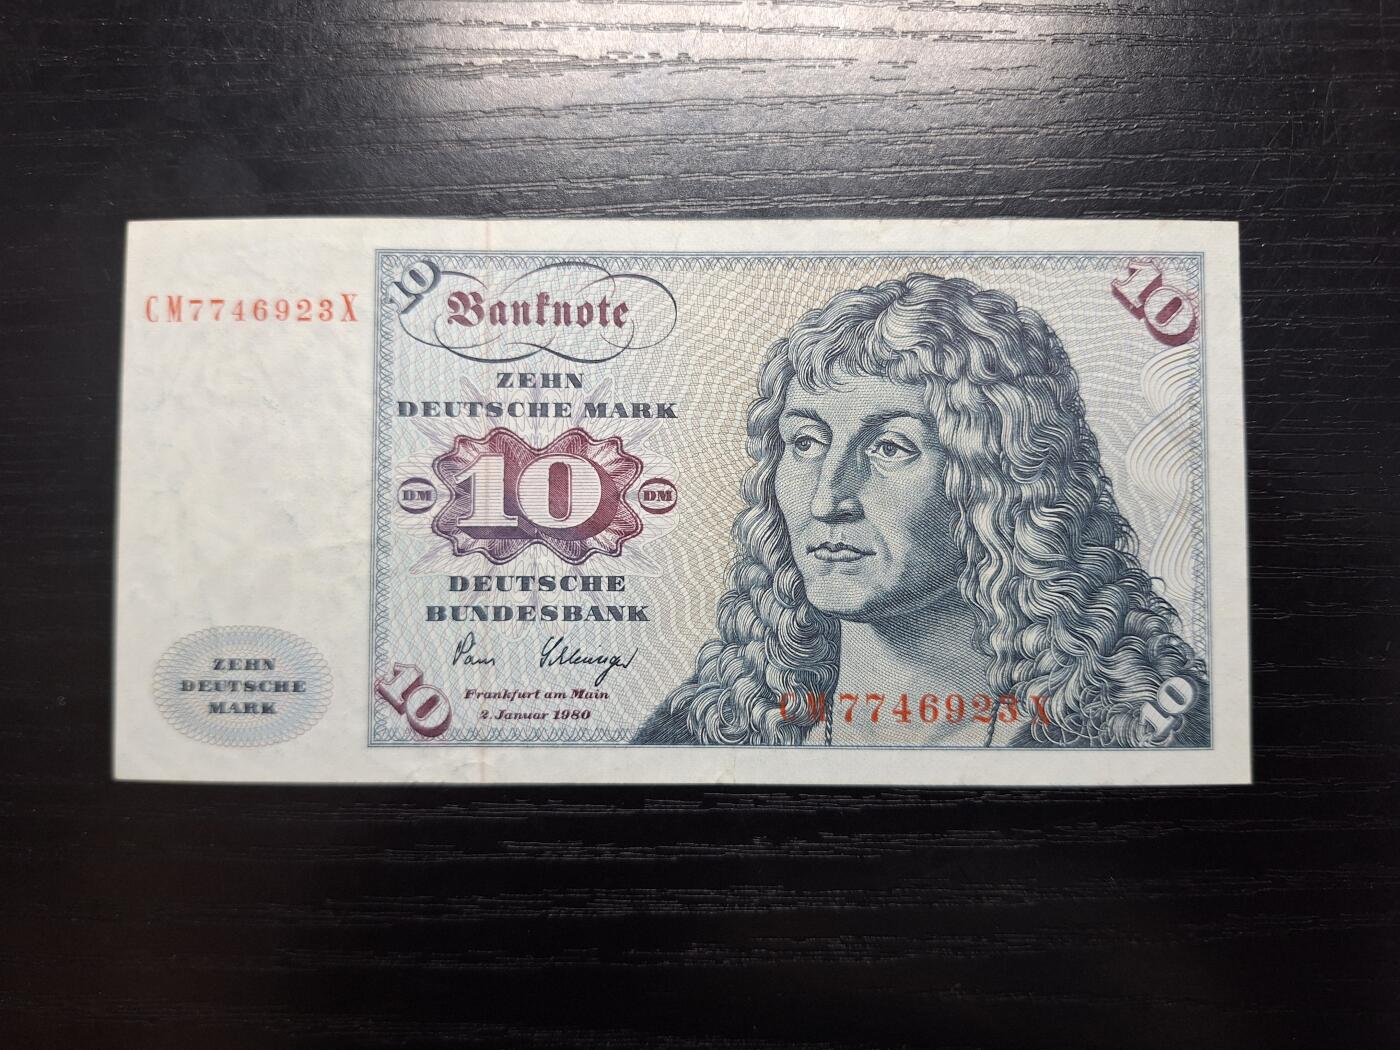 CM7746923X
10
Banknote
10
ZEHN
DEUTSCHE MARK
DM
10
DM
DEUTSCHE
BUNDESBANK
ZEHN
DEUTSCHE
MARK
10
Frankfurt am Main
2. Januar 1980
CM7746923X
10